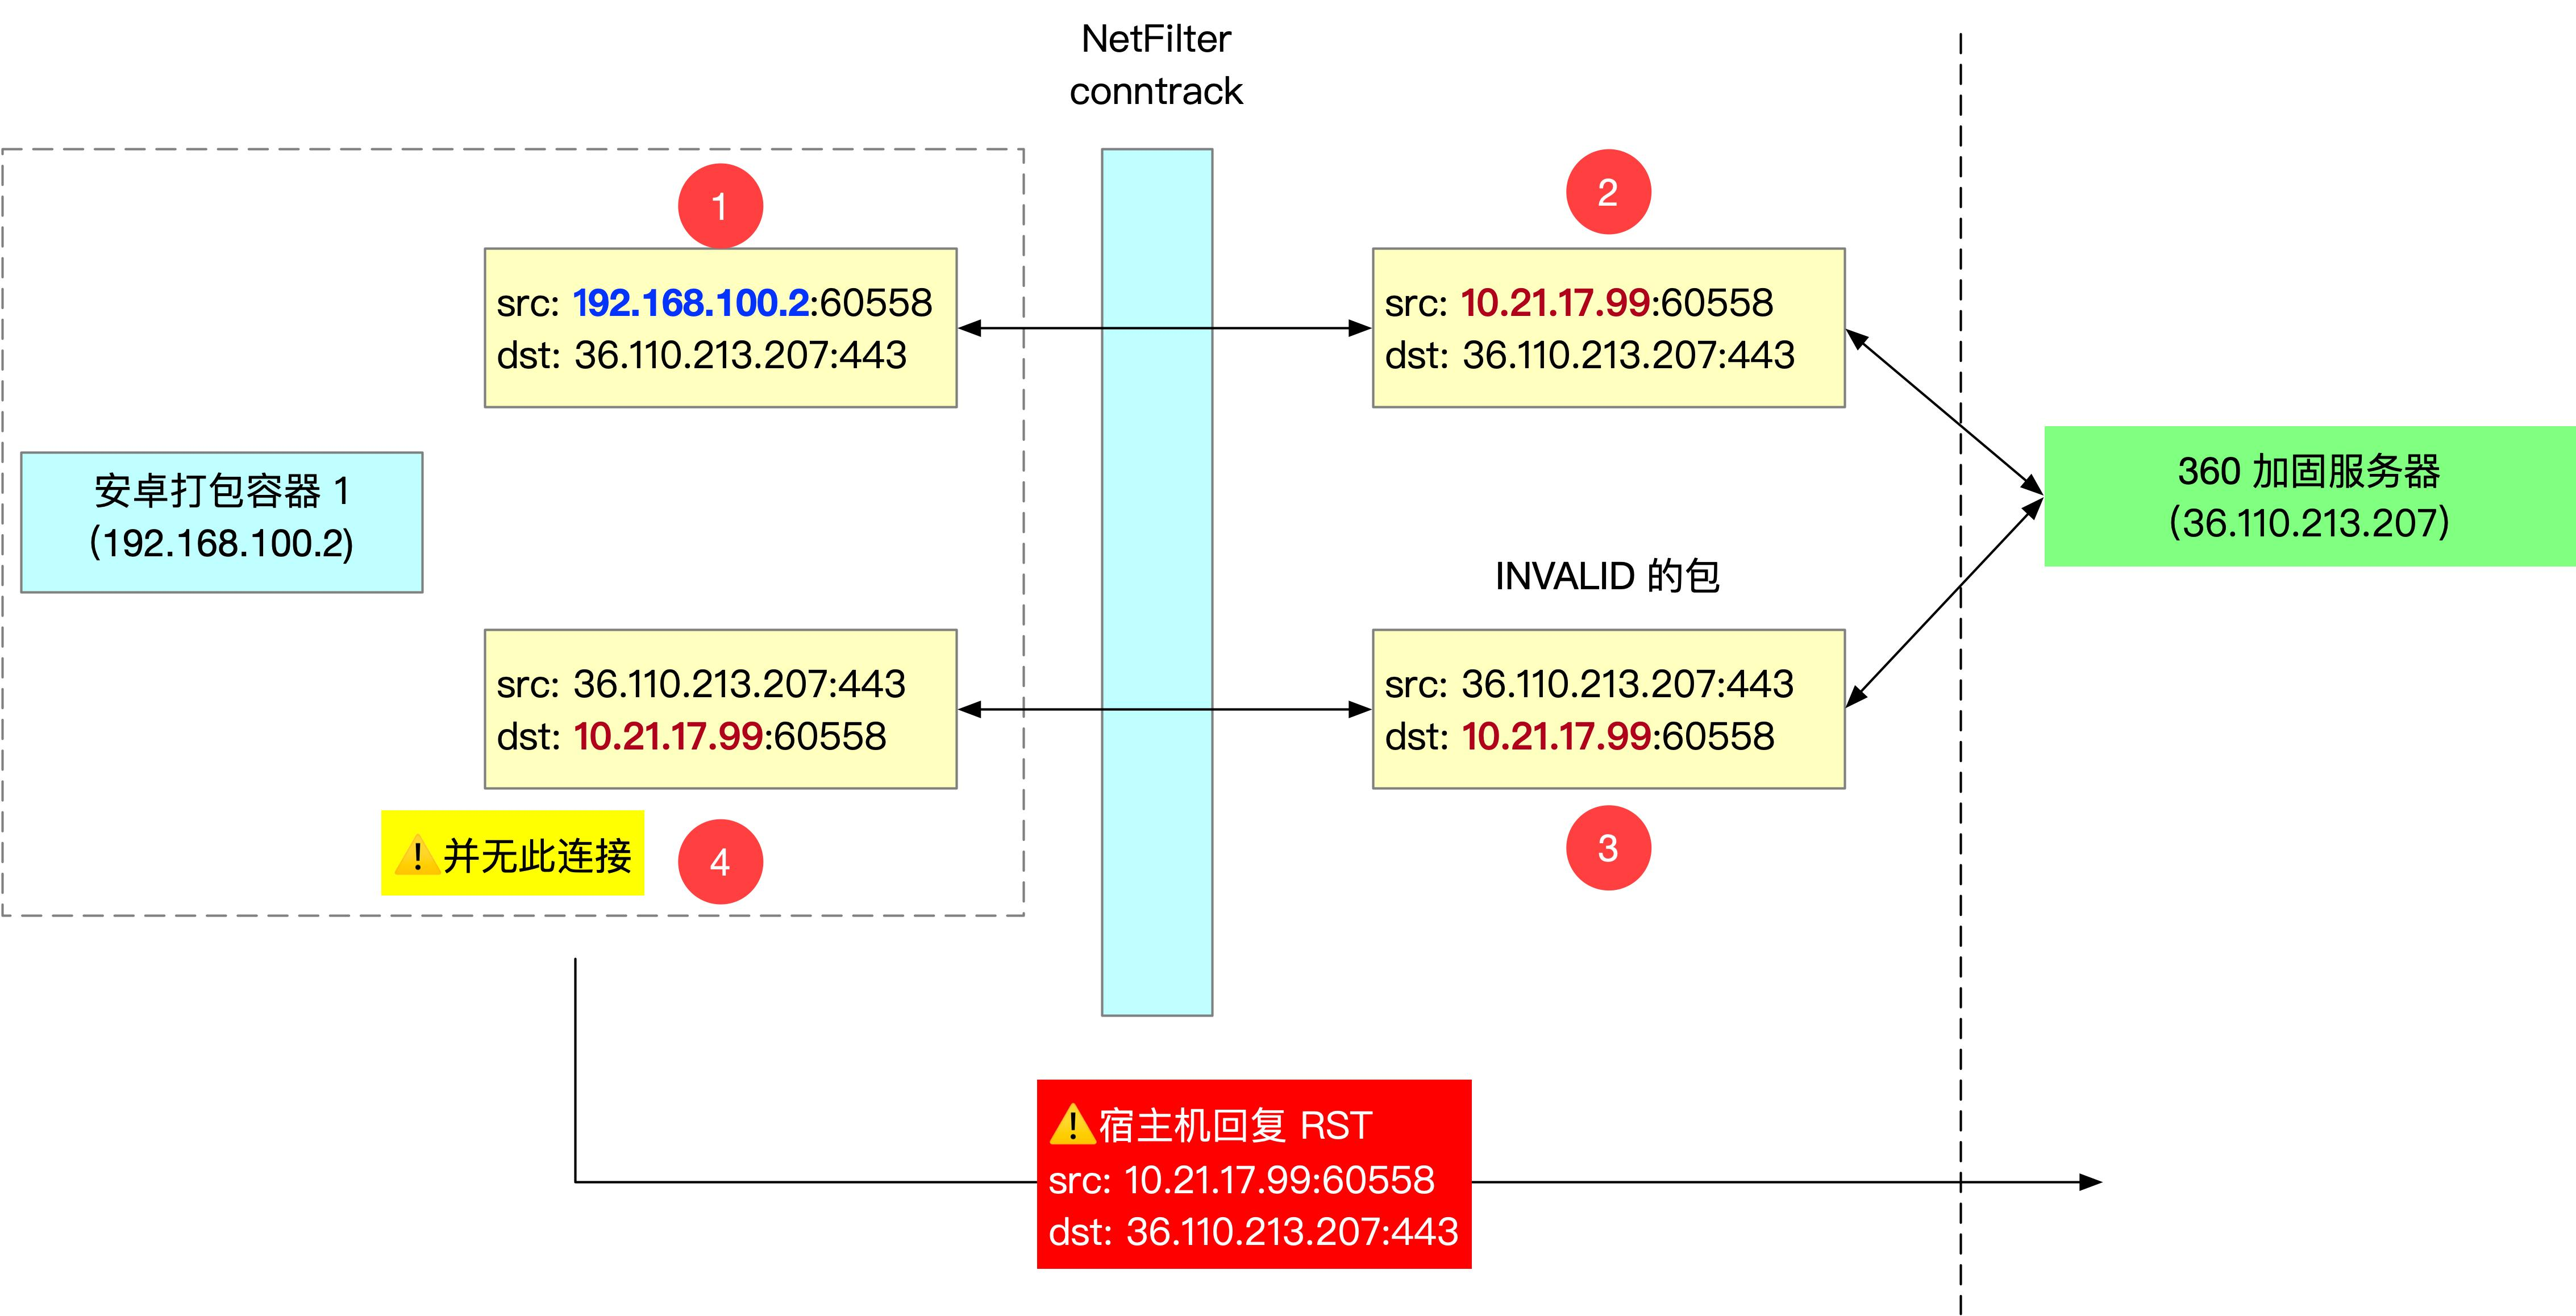 NetFilter
conntrack
1
src: 192.168.100.2:60558
dst: 36.110.213.207:443
2
src: 10.21.17.99:60558
dst: 36.110.213.207:443
安卓打包容器 1
(192.168.100.2)
360 加固服务器
(36.110.213.207)
INVALID 的包
src: 36.110.213.207:443
dst: 10.21.17.99:60558
src: 36.110.213.207:443
dst: 10.21.17.99:60558
⚠️并无此连接
4
3
⚠️宿主机回复 RST
src: 10.21.17.99:60558
dst: 36.110.213.207:443